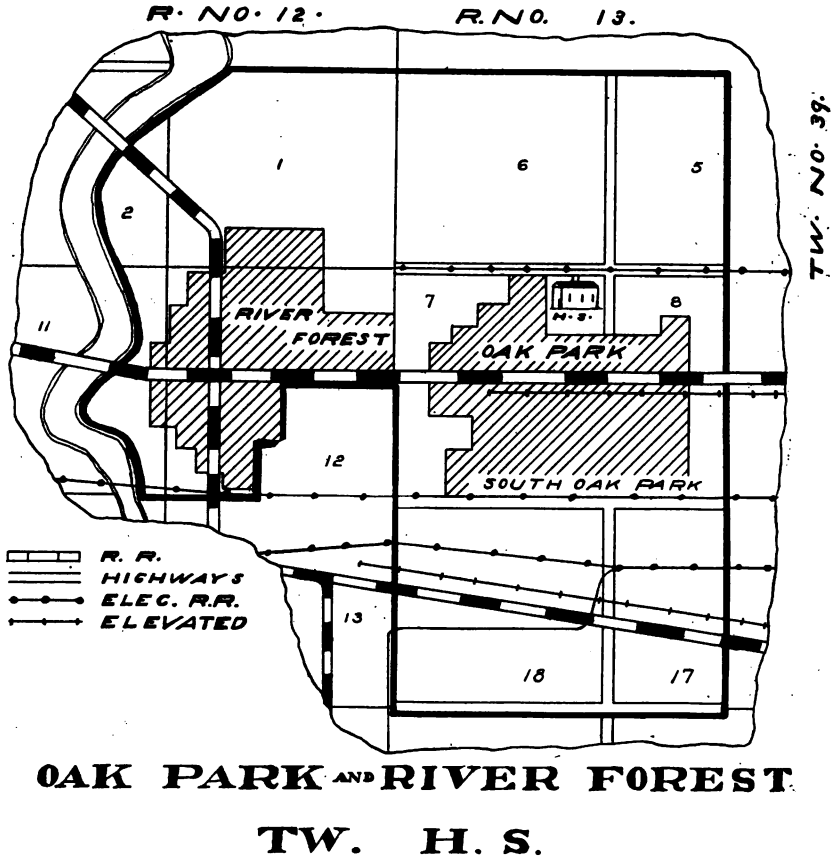 R. NO. 12.
R. NO. 13.
TW. NO. 39.
1
6
5
2
7
8
H. S.
11
RIVER
FOREST
OAK PARK
12
SOUTH OAK PARK
R. R.
HIGHWAYS
ELEC. R.R.
ELEVATED
13
18
17
OAK PARK AND RIVER FOREST
TW. H. S.